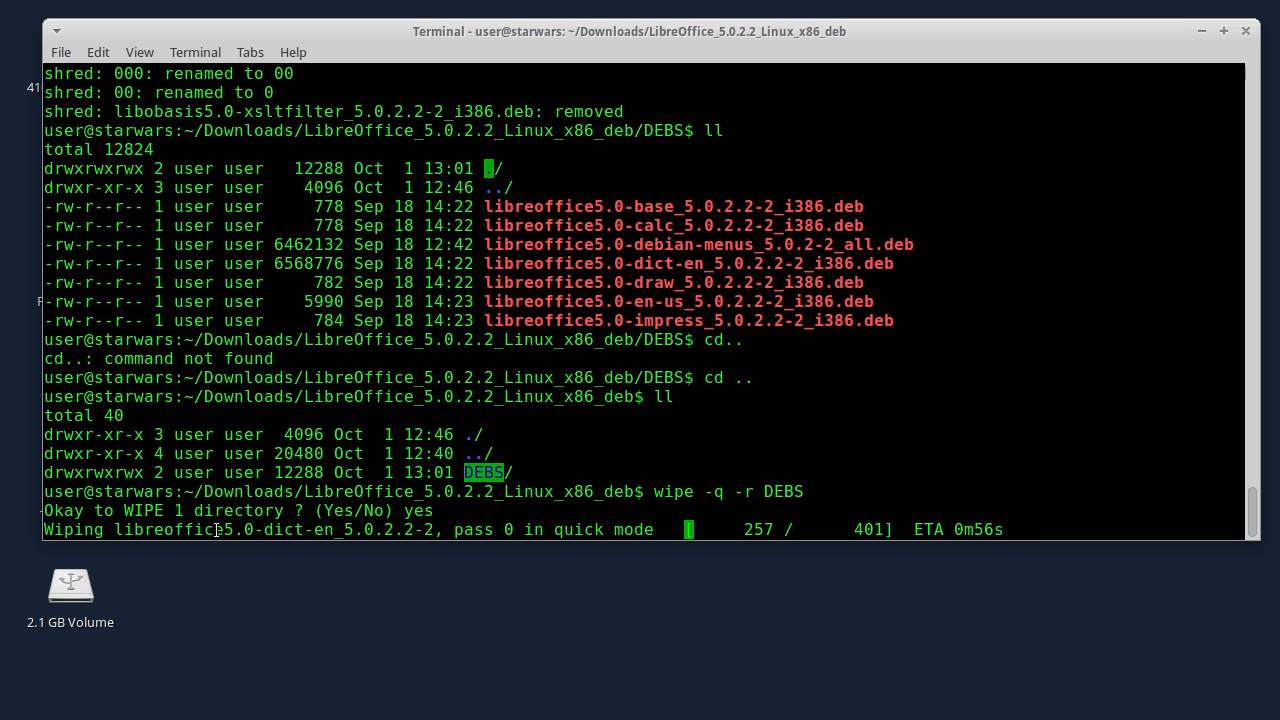 Terminal - user@starwars: ~/Downloads/LibreOffice_5.0.2.2_Linux_x86_deb
File Edit View Terminal Tabs Help
shred: 000: renamed to 00
shred: 00: renamed to 0
shred: libobasis5.0-xsltfilter_5.0.2.2-2_i386.deb: removed
user@starwars:~/Downloads/LibreOffice_5.0.2.2_Linux_x86_deb/DEBS$ ll
total 12824
drwxrwxrwx 2 user user   12288 Oct  1 13:01 ./
drwxr-xr-x 3 user user    4096 Oct  1 12:46 ../
-rw-r--r-- 1 user user     778 Sep 18 14:22 libreoffice5.0-base_5.0.2.2-2_i386.deb
-rw-r--r-- 1 user user     778 Sep 18 14:22 libreoffice5.0-calc_5.0.2.2-2_i386.deb
-rw-r--r-- 1 user user 6462132 Sep 18 12:42 libreoffice5.0-debian-menus_5.0.2-2_all.deb
-rw-r--r-- 1 user user 6568776 Sep 18 14:22 libreoffice5.0-dict-en_5.0.2.2-2_i386.deb
-rw-r--r-- 1 user user     782 Sep 18 14:22 libreoffice5.0-draw_5.0.2.2-2_i386.deb
-rw-r--r-- 1 user user    5990 Sep 18 14:23 libreoffice5.0-en-us_5.0.2.2-2_i386.deb
-rw-r--r-- 1 user user     784 Sep 18 14:23 libreoffice5.0-impress_5.0.2.2-2_i386.deb
user@starwars:~/Downloads/LibreOffice_5.0.2.2_Linux_x86_deb/DEBS$ cd..
cd..: command not found
user@starwars:~/Downloads/LibreOffice_5.0.2.2_Linux_x86_deb/DEBS$ cd ..
user@starwars:~/Downloads/LibreOffice_5.0.2.2_Linux_x86_deb$ ll
total 40
drwxr-xr-x 3 user user  4096 Oct  1 12:46 ./
drwxr-xr-x 4 user user 20480 Oct  1 12:40 ../
drwxrwxrwx 2 user user 12288 Oct  1 13:01 DEBS/
user@starwars:~/Downloads/LibreOffice_5.0.2.2_Linux_x86_deb$ wipe -q -r DEBS
Okay to WIPE 1 directory ? (Yes/No) yes
Wiping libreoffice5.0-dict-en_5.0.2.2-2, pass 0 in quick mode   [     257 /      401]  ETA 0m56s
41
2.1 GB Volume